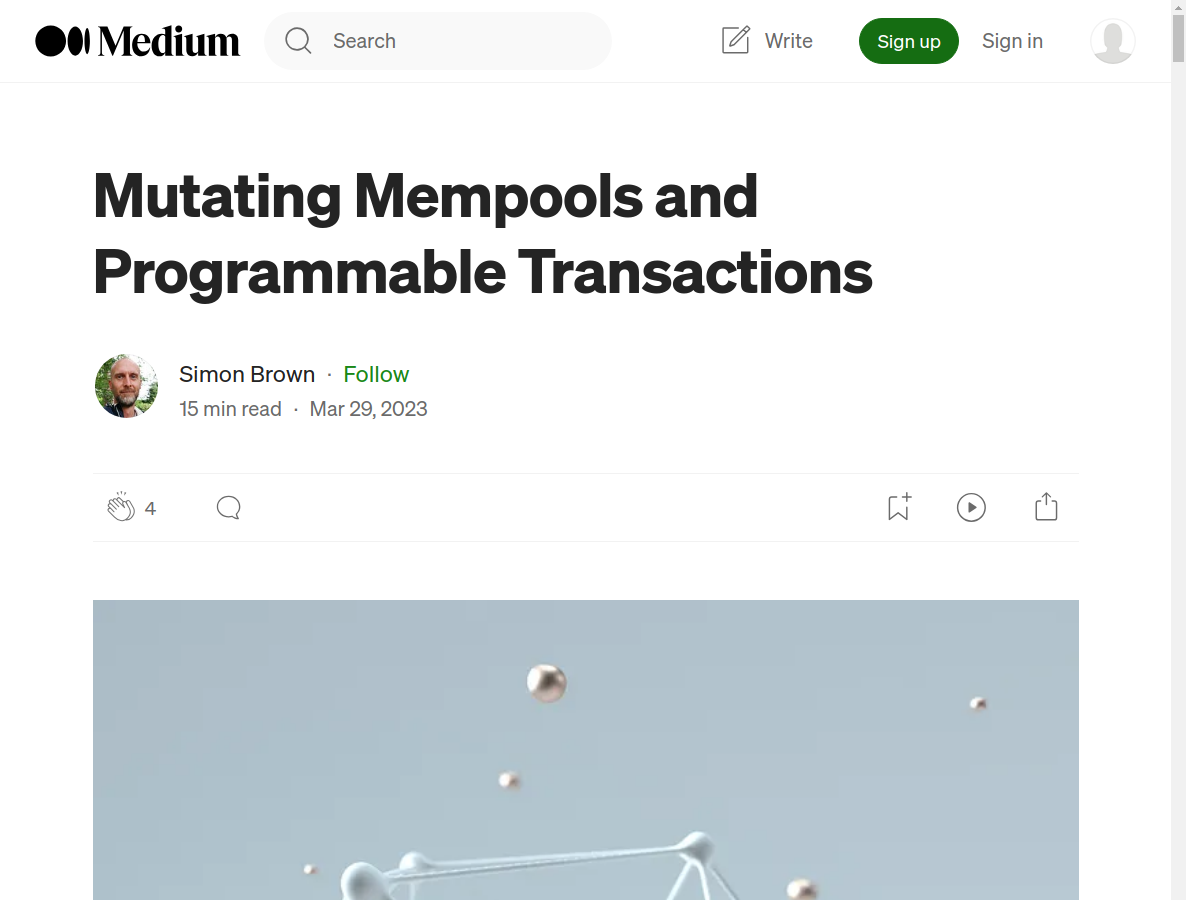 Medium
Search
Write
Sign up
Sign in
Mutating Mempools and
Programmable Transactions
Simon Brown · Follow
15 min read · Mar 29, 2023
4